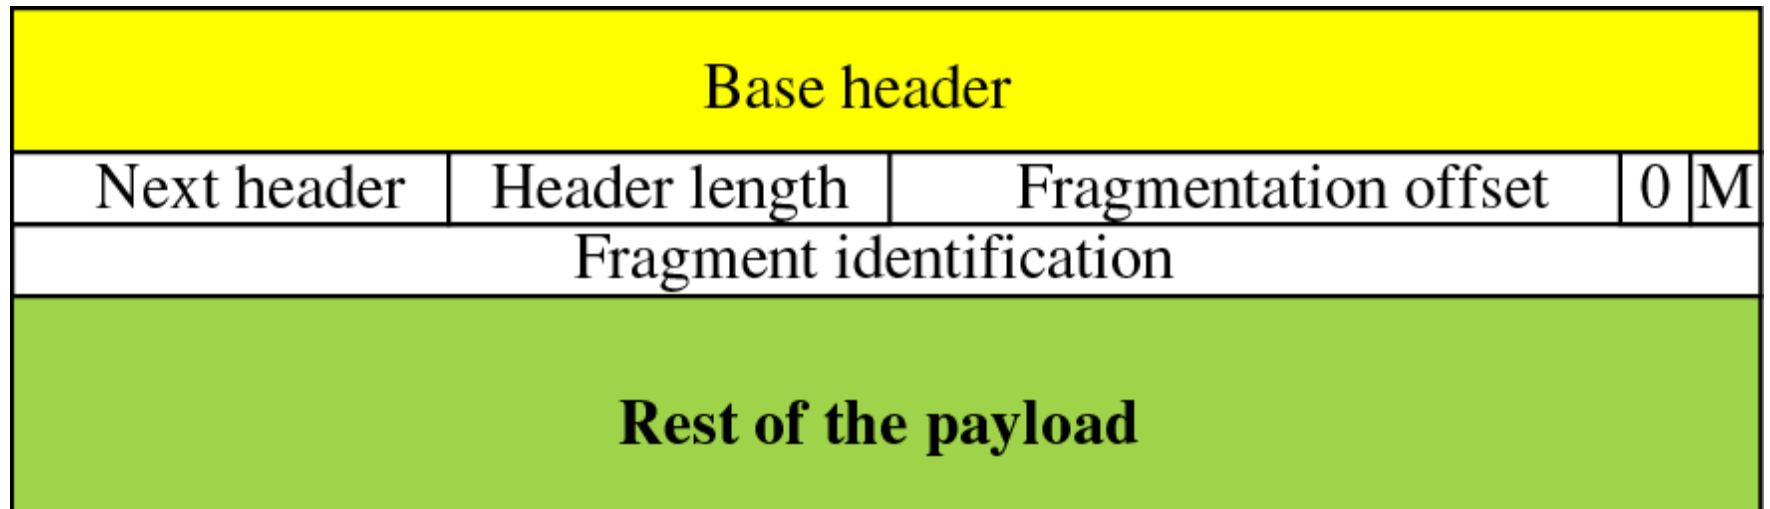 Base header
Next header Header length Fragmentation offset 0 M
Fragment identification
Rest of the payload